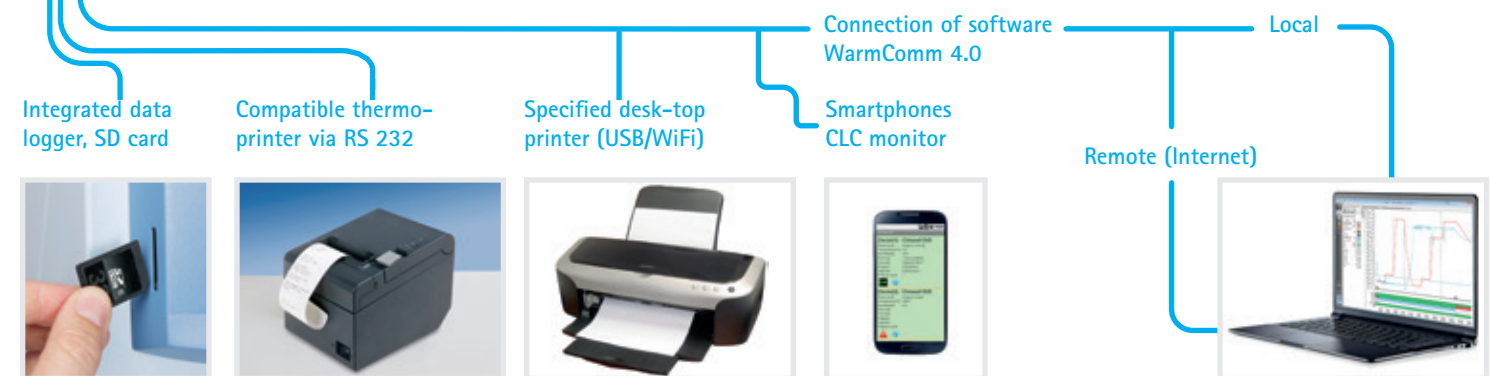 Connection of software
WarmComm 4.0
Local
Integrated data
logger, SD card
Compatible thermo-
printer via RS 232
Specified desk-top
printer (USB/WiFi)
Smartphones
CLC monitor
Remote (Internet)